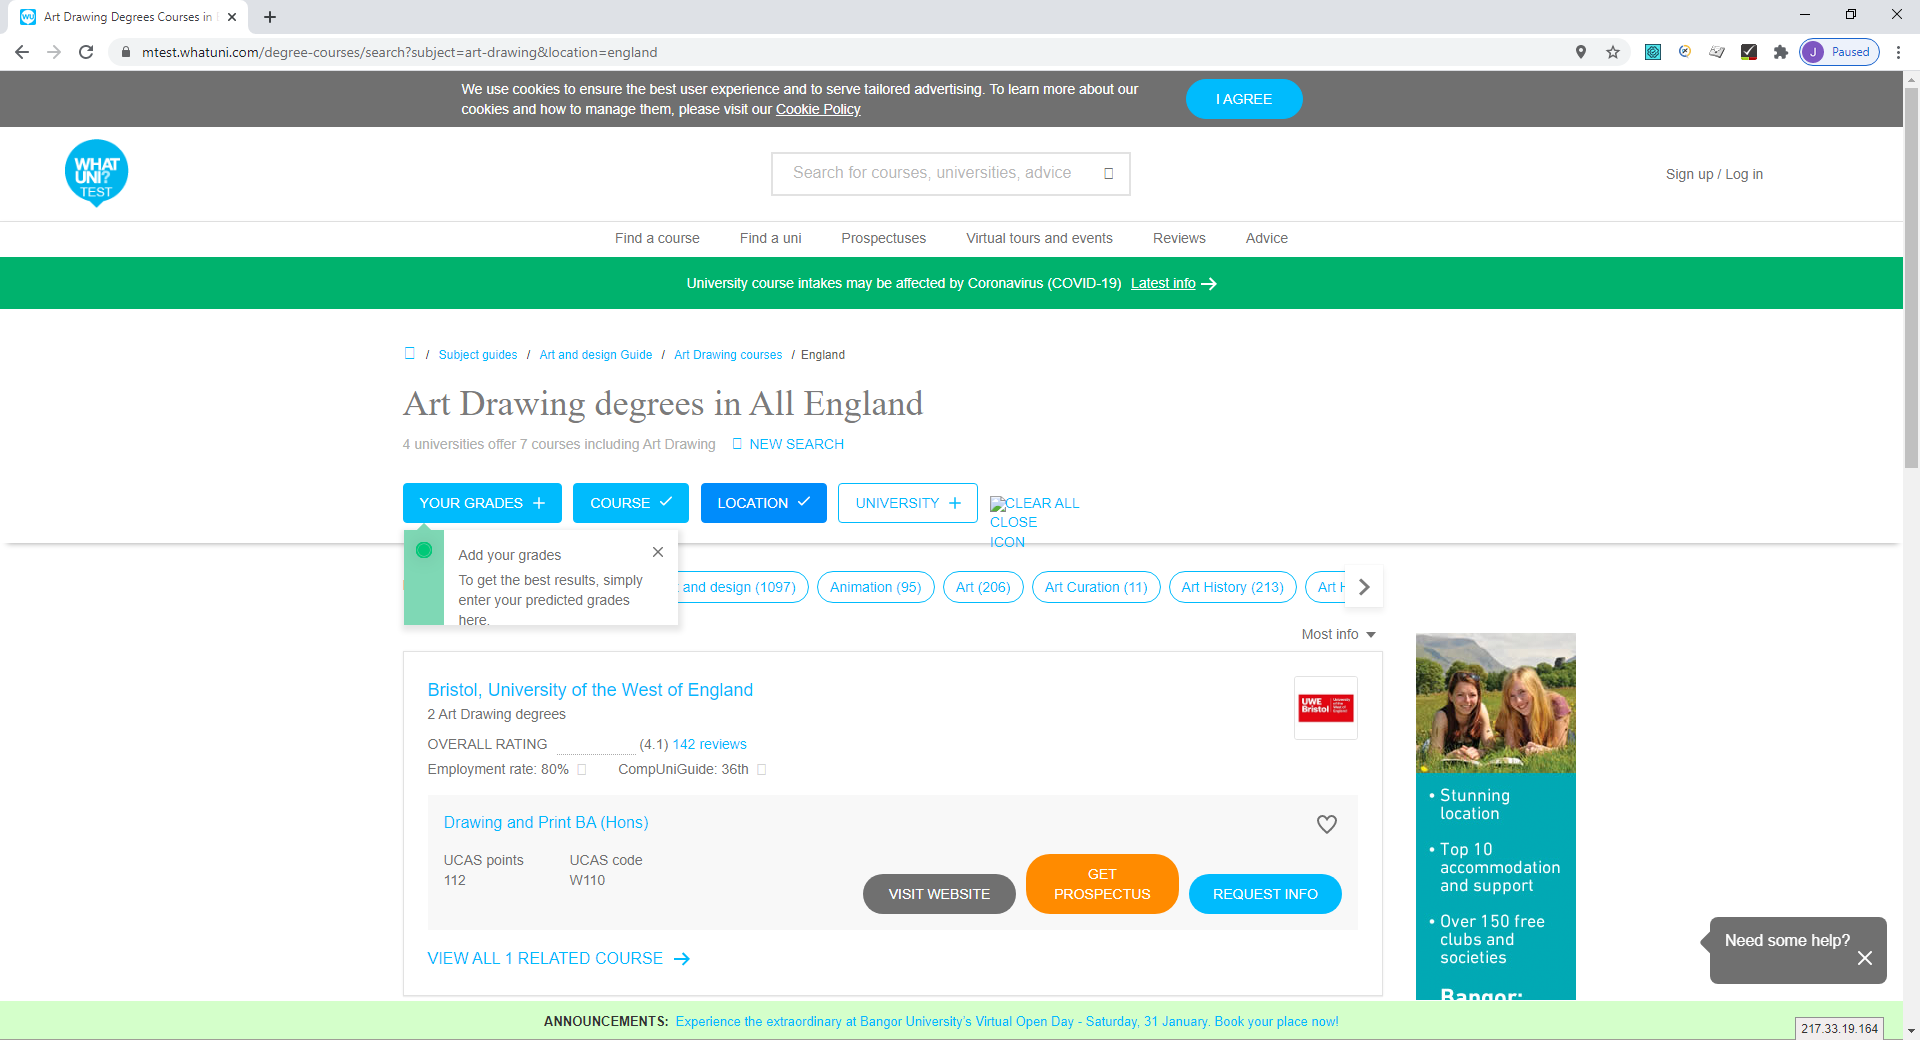 Art Drawing Degrees Courses in
mtest.whatuni.com/degree-courses/search?subject=art-drawing&location=england
J Paused
We use cookies to ensure the best user experience and to serve tailored advertising. To learn more about our
cookies and how to manage them, please visit our Cookie Policy
I AGREE
WHAT
UNI?
TEST
Search for courses, universities, advice
Sign up / Log in
Find a course Find a uni Prospectuses Virtual tours and events Reviews Advice
University course intakes may be affected by Coronavirus (COVID-19) Latest info
/ Subject guides / Art and design Guide / Art Drawing courses / England
Art Drawing degrees in All England
4 universities offer 7 courses including Art Drawing NEW SEARCH
YOUR GRADES COURSE LOCATION UNIVERSITY
CLEAR ALL
CLOSE
ICON
Add your grades
To get the best results, simply
enter your predicted grades
here.
and design (1097) Animation (95) Art (206) Art Curation (11) Art History (213) Art
Most info
Bristol, University of the West of England
2 Art Drawing degrees
OVERALL RATING (4.1) 142 reviews
Employment rate: 80% CompUniGuide: 36th
UWE
Bristol
Drawing and Print BA (Hons)
UCAS points UCAS code
112 W110
VISIT WEBSITE
GET
PROSPECTUS
REQUEST INFO
VIEW ALL 1 RELATED COURSE
• Stunning
location
• Top 10
accommodation
and support
• Over 150 free
clubs and
societies
Bangor:
Need some help?
ANNOUNCEMENTS: Experience the extraordinary at Bangor University's Virtual Open Day - Saturday, 31 January. Book your place now!
217.33.19.164